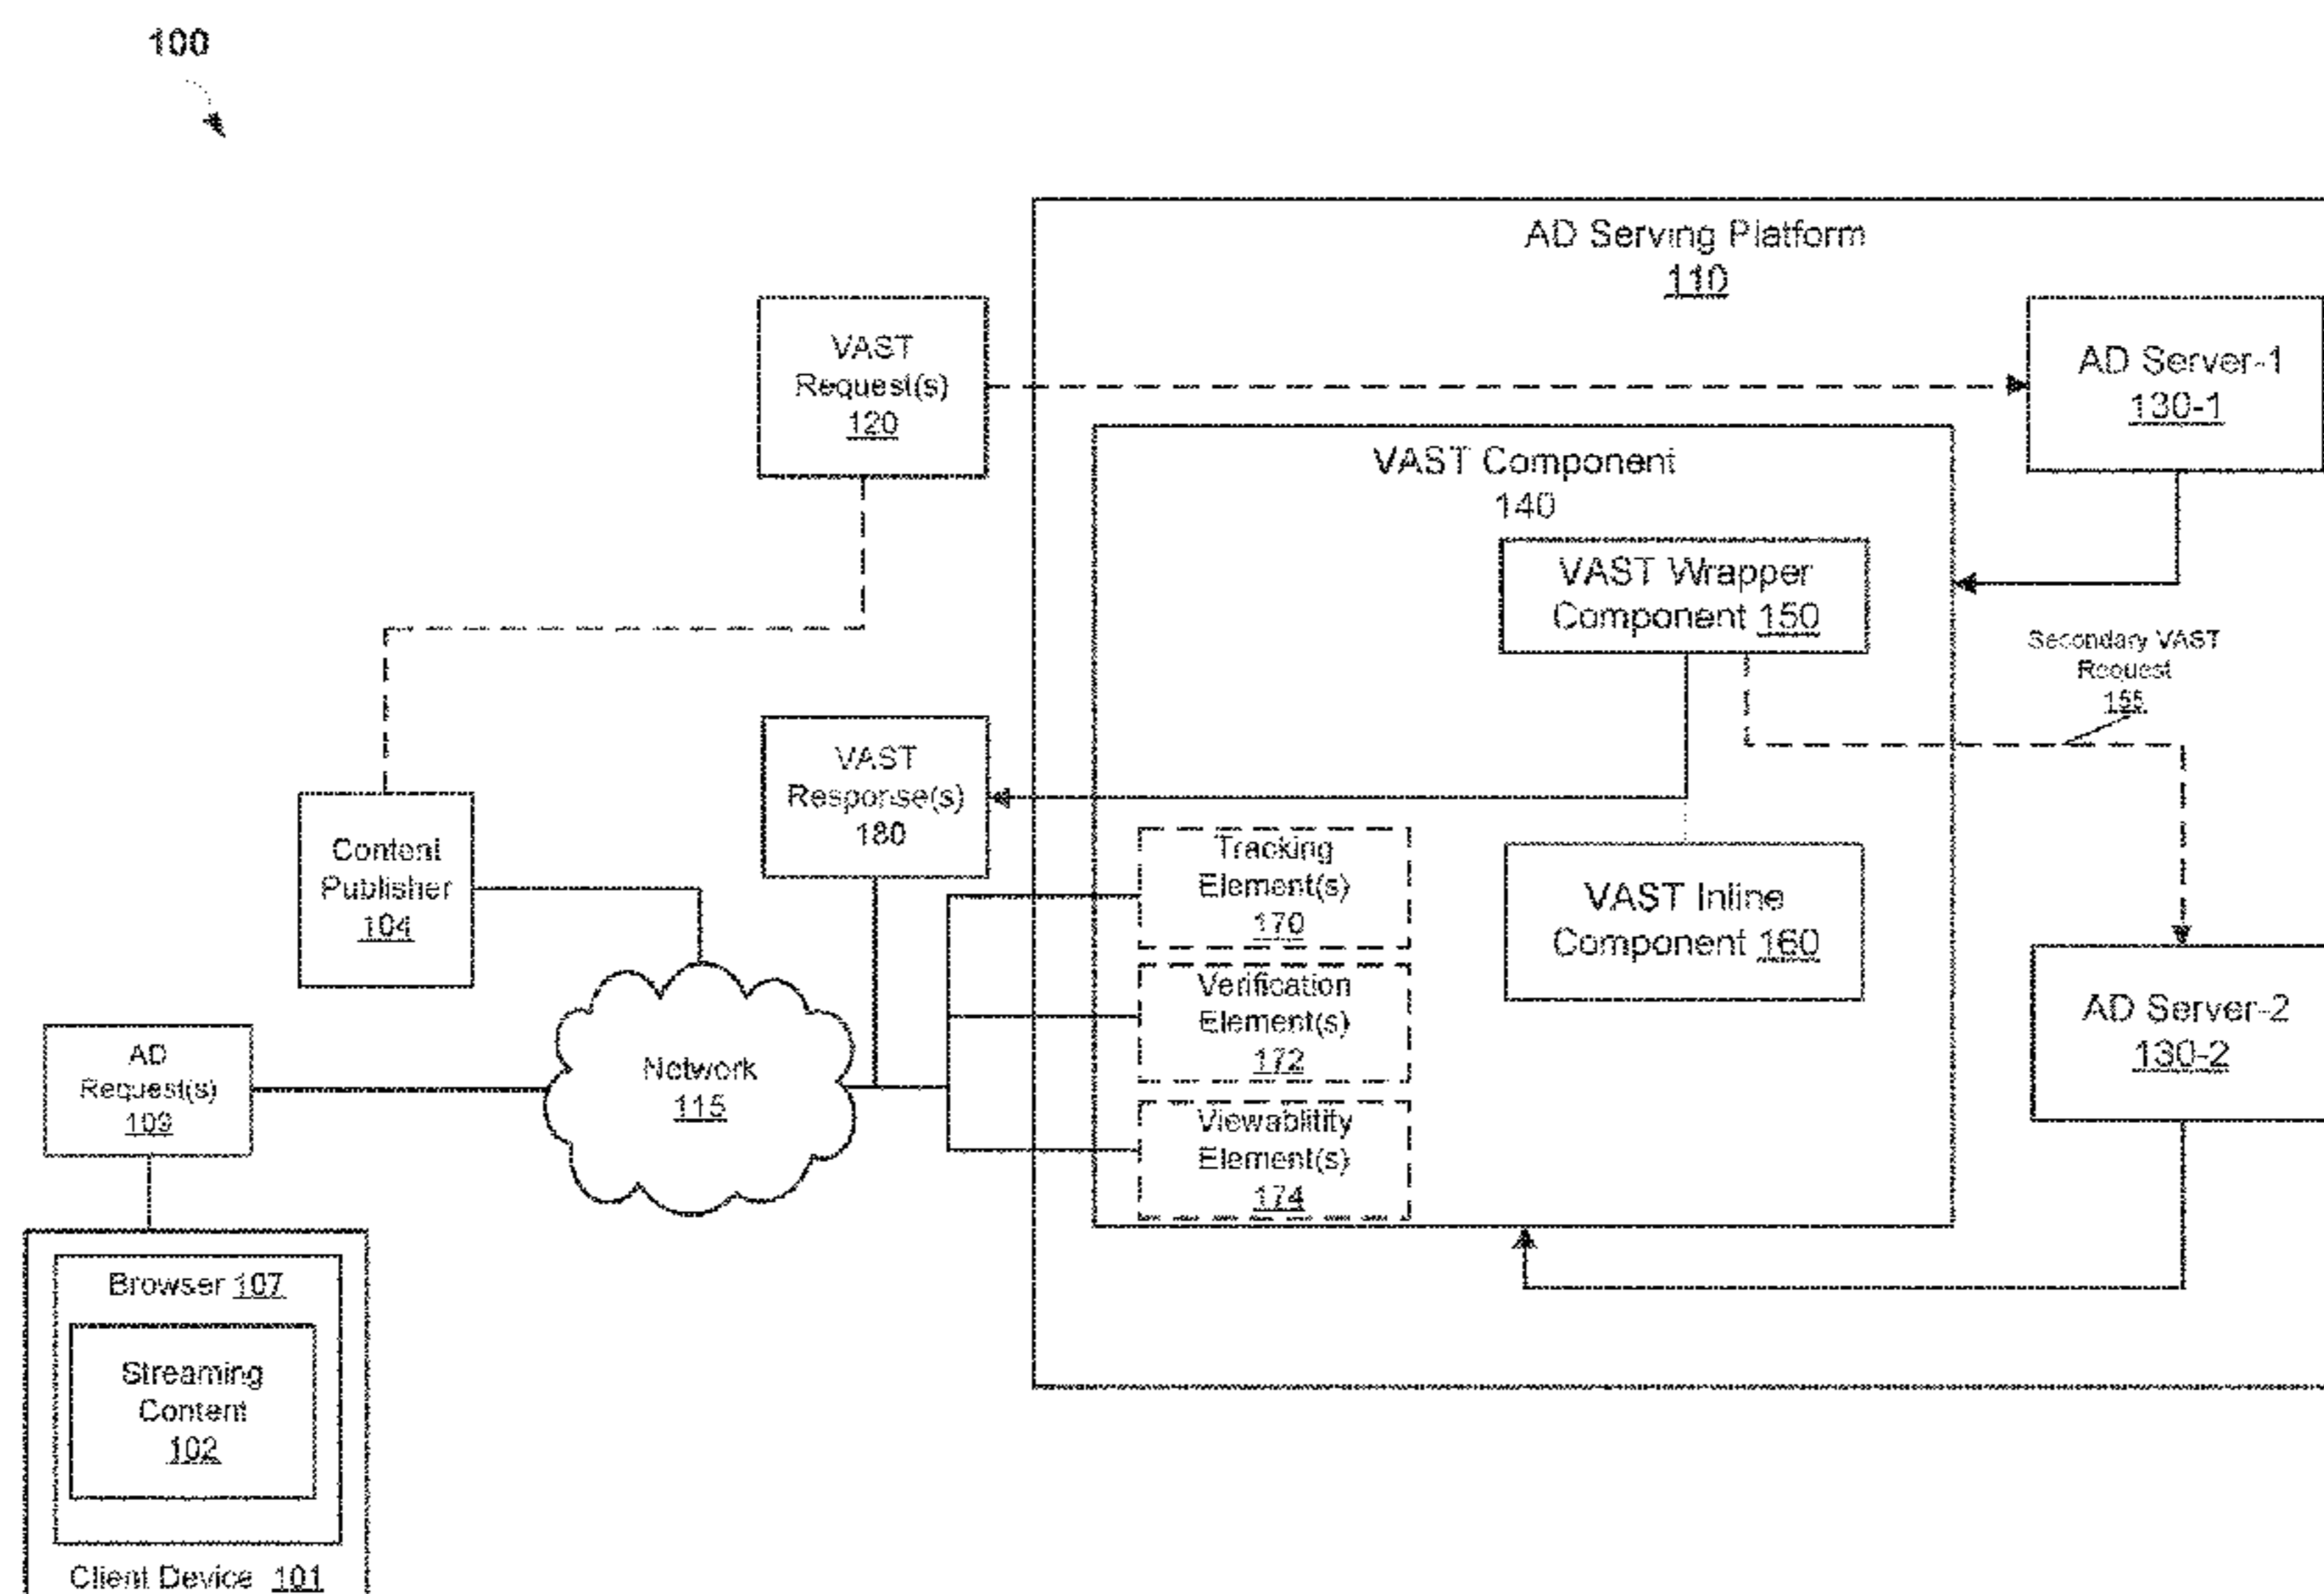 100
AD Serving Platform
110
VAST
Request(s)
120
AD Server-1
130-1
VAST Component
140
VAST Wrapper
Component 150
Secondary VAST
Request
155
VAST
Response(s)
180
Content
Publisher
104
Tracking
Element(s)
170
VAST Inline
Component 160
Verification
Element(s)
172
AD Server-2
130-2
AD
Request(s)
109
Network
115
Viewablitity
Element(s)
174
Browser 107
Streaming
Content
102
Client Device 101